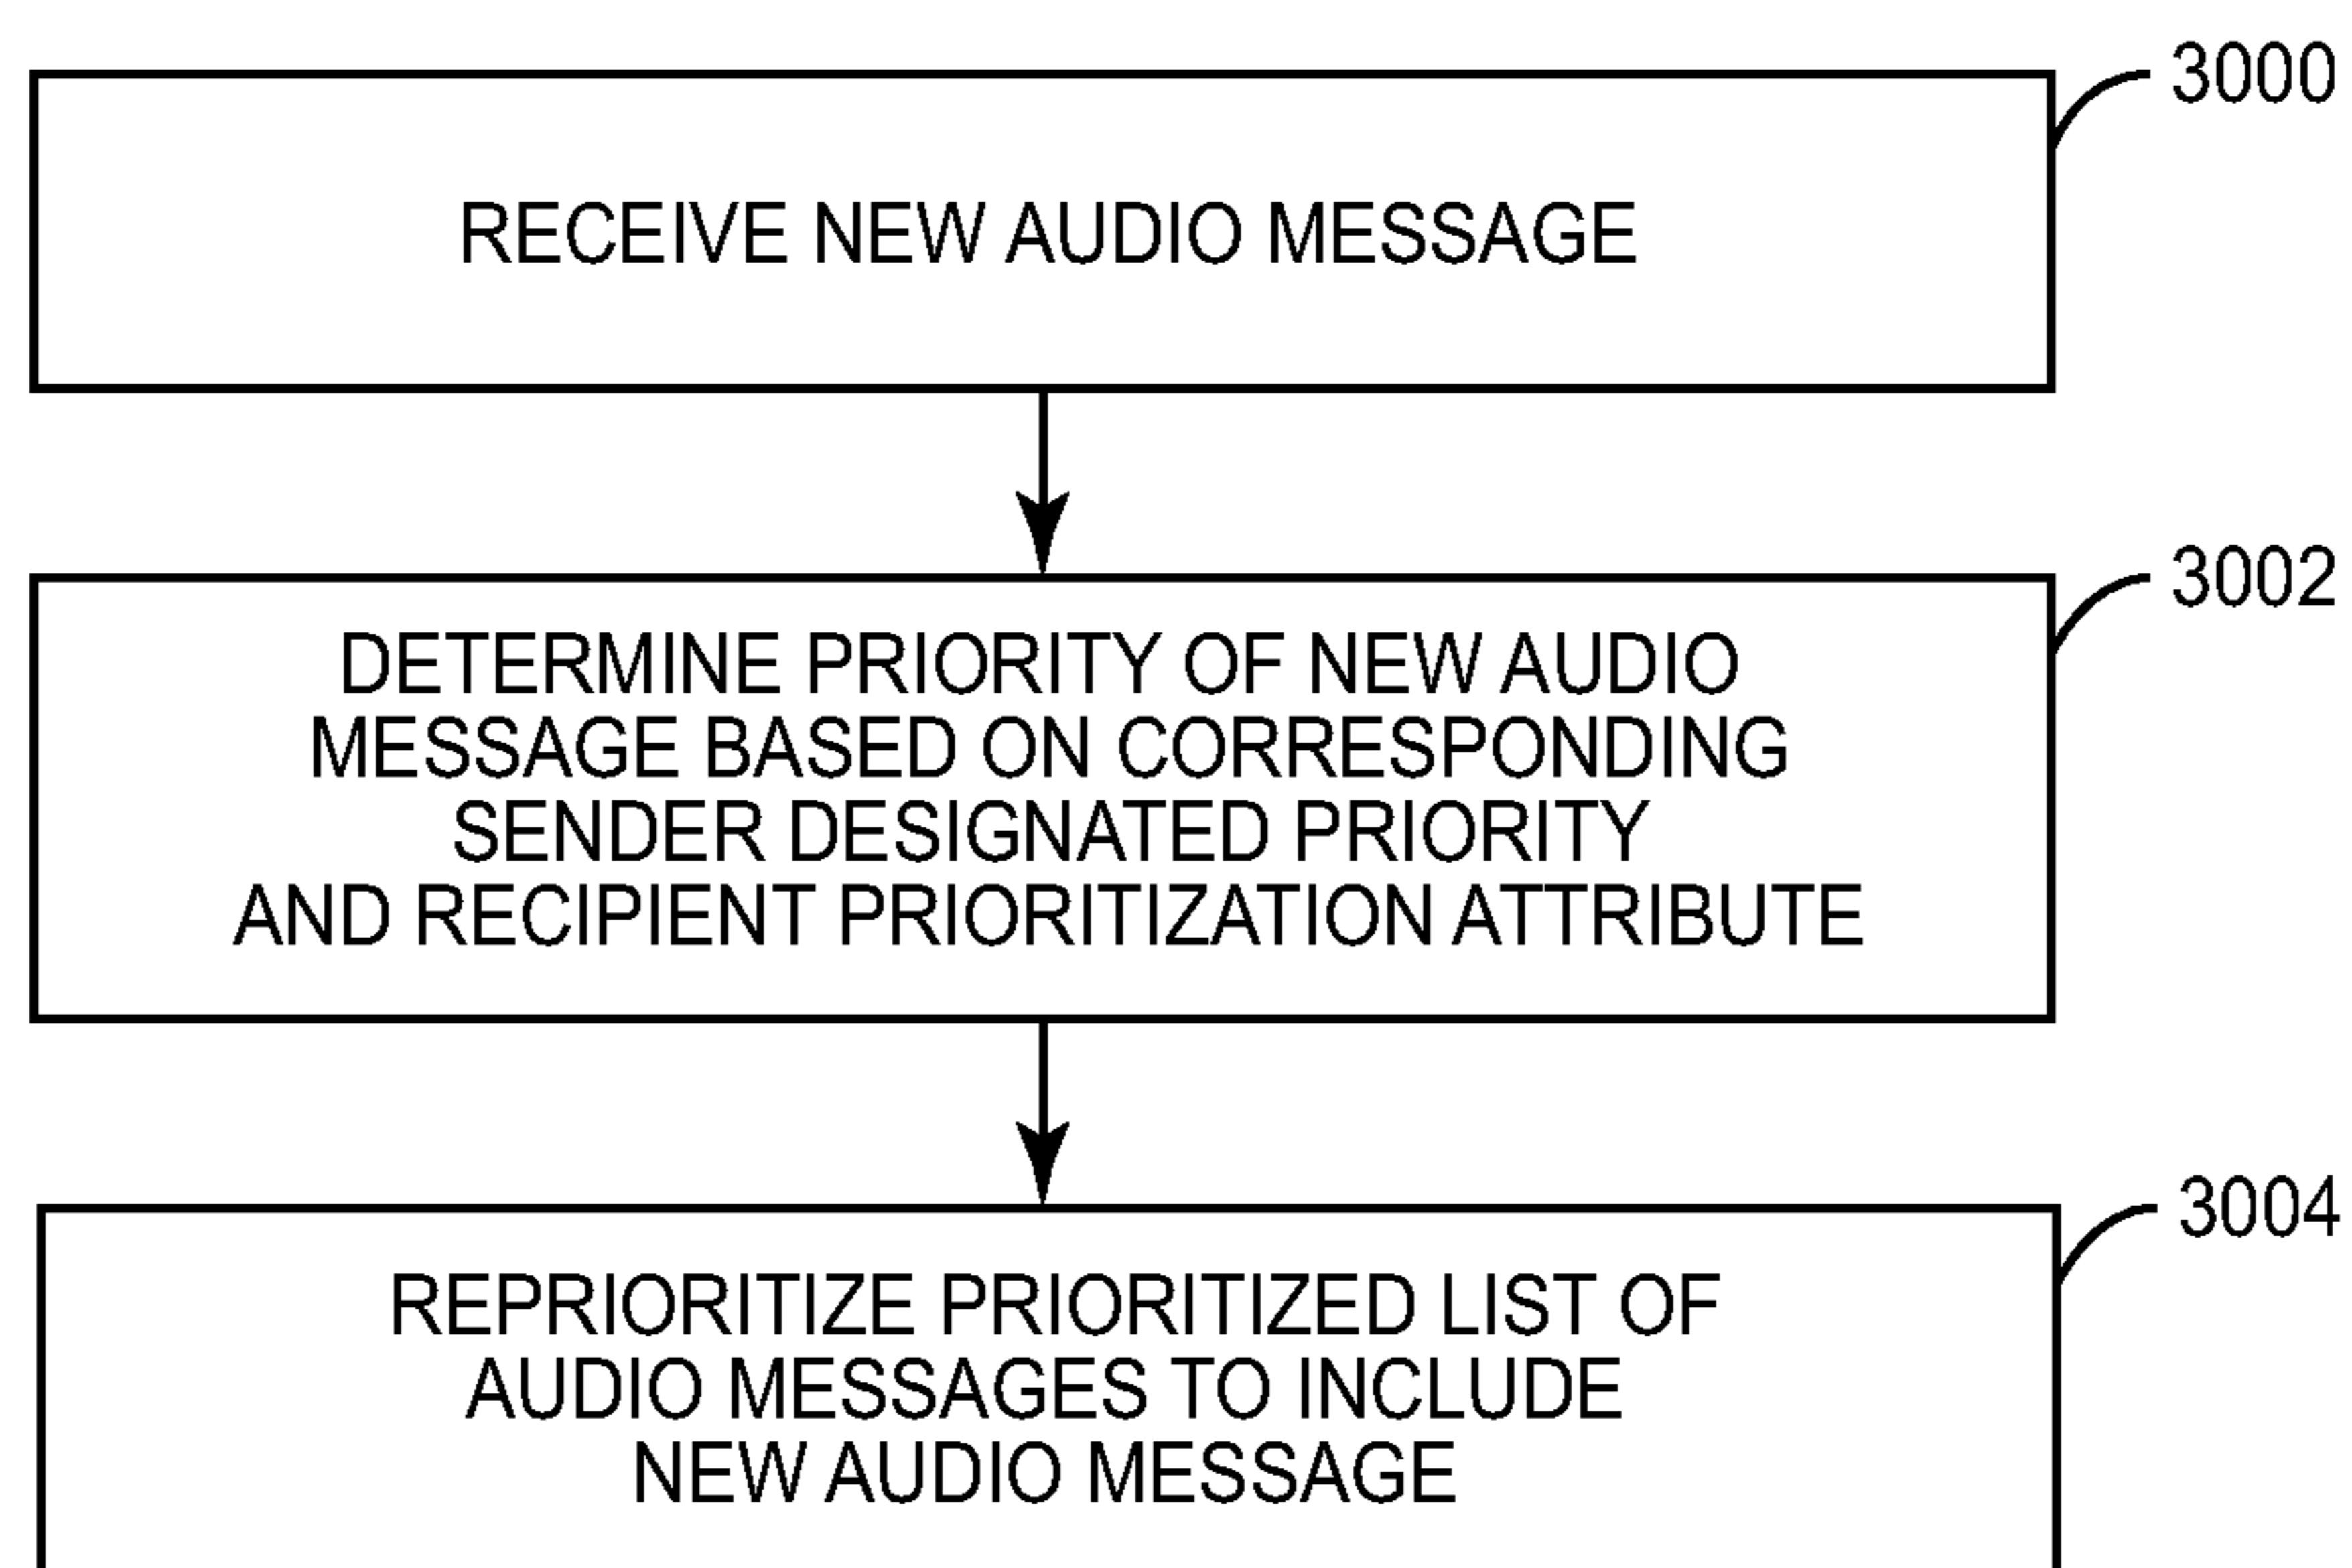 3000
RECEIVE NEW AUDIO MESSAGE
3002
DETERMINE PRIORITY OF NEW AUDIO
MESSAGE BASED ON CORRESPONDING
SENDER DESIGNATED PRIORITY
AND RECIPIENT PRIORITIZATION ATTRIBUTE
3004
REPRIORITIZE PRIORITIZED LIST OF
AUDIO MESSAGES TO INCLUDE
NEW AUDIO MESSAGE